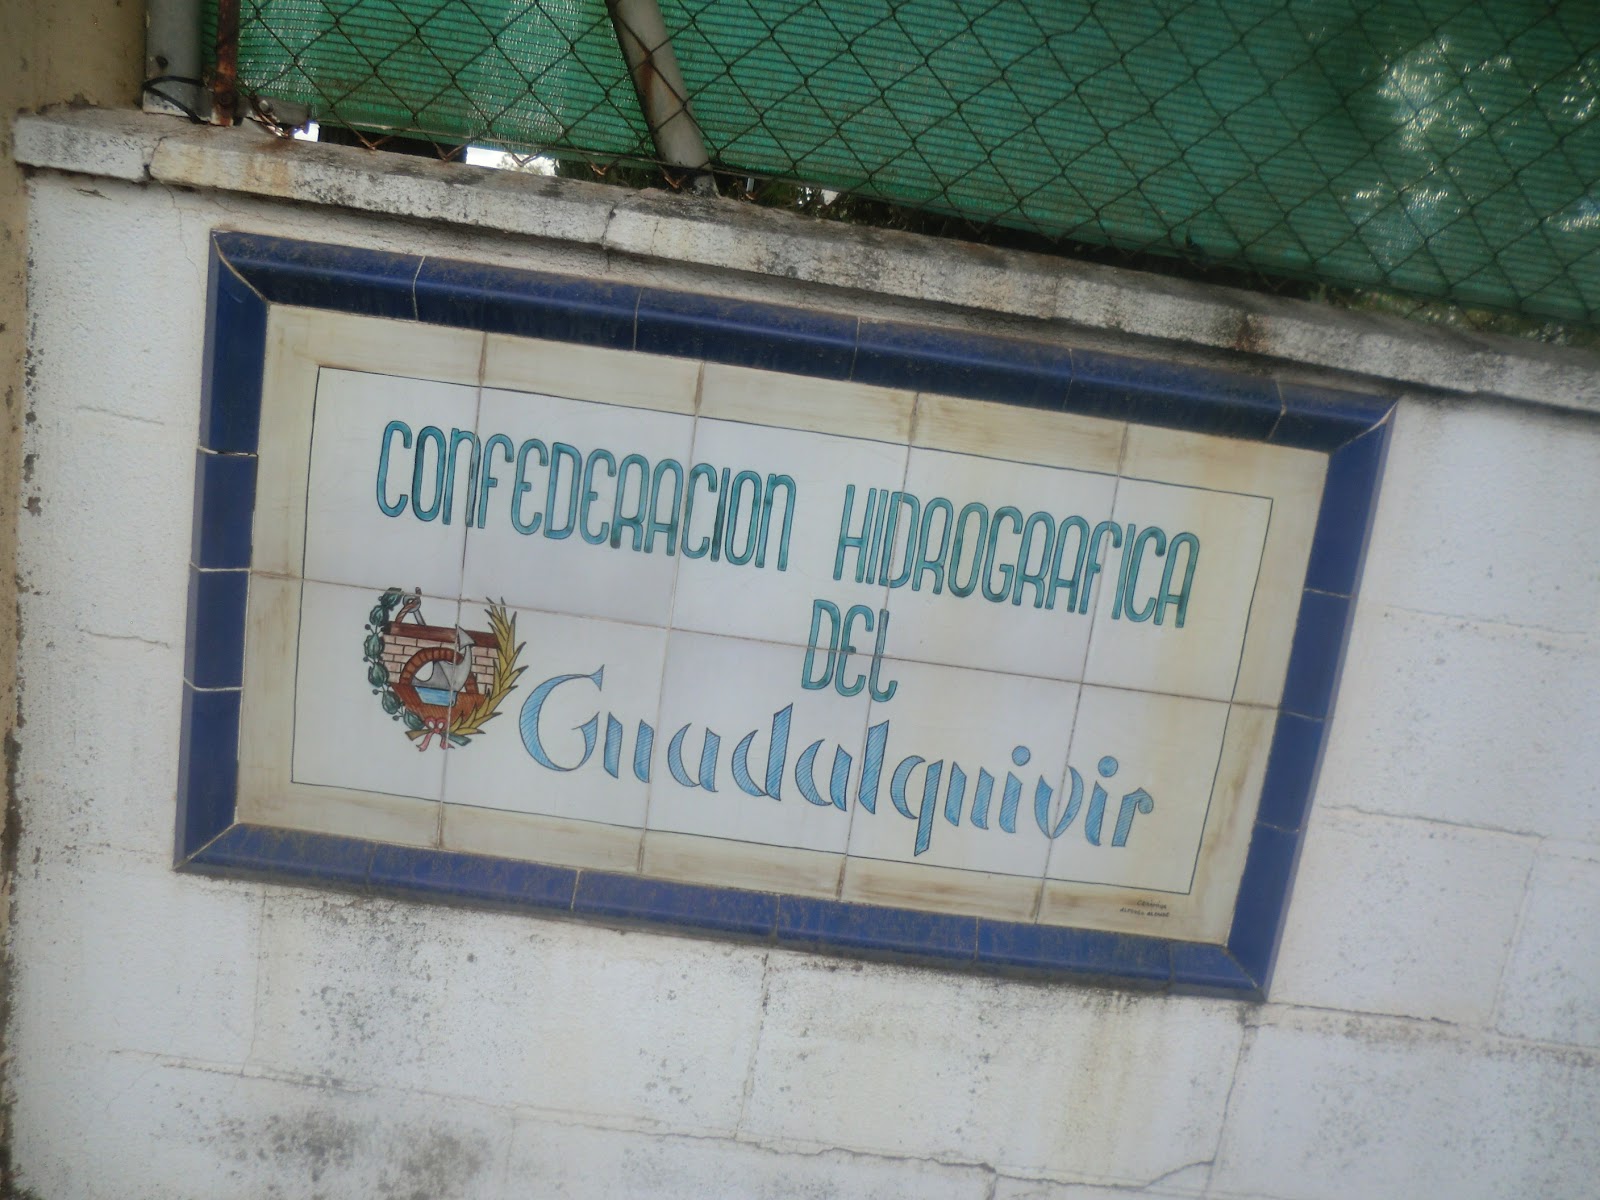 CONFEDERACION HIDROGRAFICA
DEL
Guadalquivir